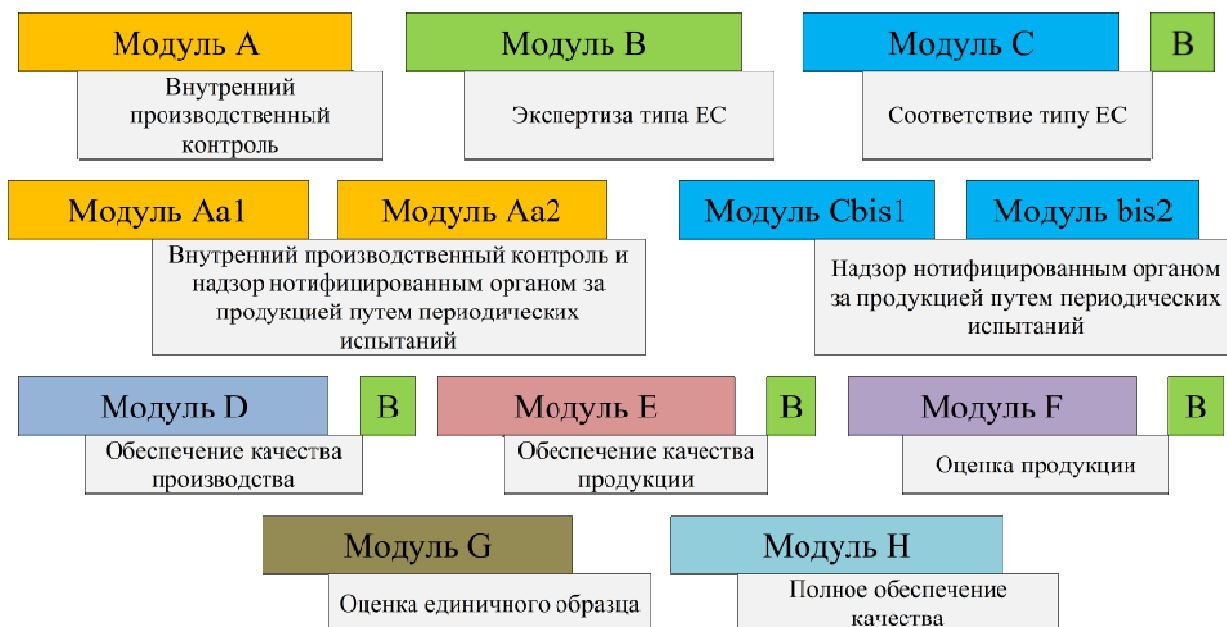 Модуль A
Внутренний
производственный
контроль
Модуль B
Экспертиза типа ЕС
Модуль C
B
Соответствие типу ЕС
Модуль Aa1
Модуль Aa2
Внутренний производственный контроль и
надзор нотифицированным органом за
продукцией путем периодических
испытаний
Модуль Cbis1
Модуль bis2
Надзор нотифицированным органом
за продукцией путем периодических
испытаний
Модуль D
B
Обеспечение качества
производства
Модуль E
B
Обеспечение качества
продукции
Модуль F
B
Оценка продукции
Модуль G
Оценка единичного образца
Модуль H
Полное обеспечение
качества